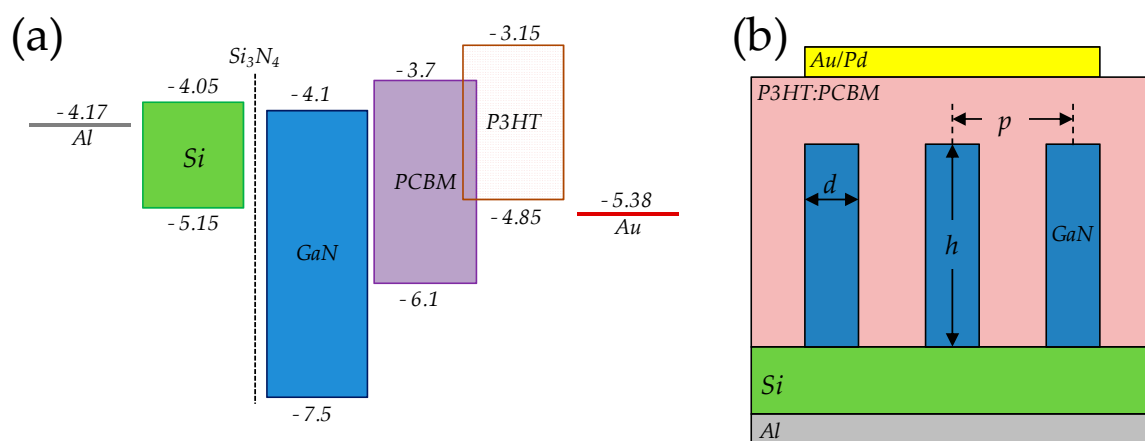 (a)
Si3N4
- 4.17
Al
- 4.05
Si
- 5.15
- 4.1
GaN
- 7.5
- 3.7
PCBM
- 6.1
- 3.15
P3HT
- 4.85
- 5.38
Au
(b)
Au/Pd
P3HT:PCBM
p
d
h
GaN
Si
Al